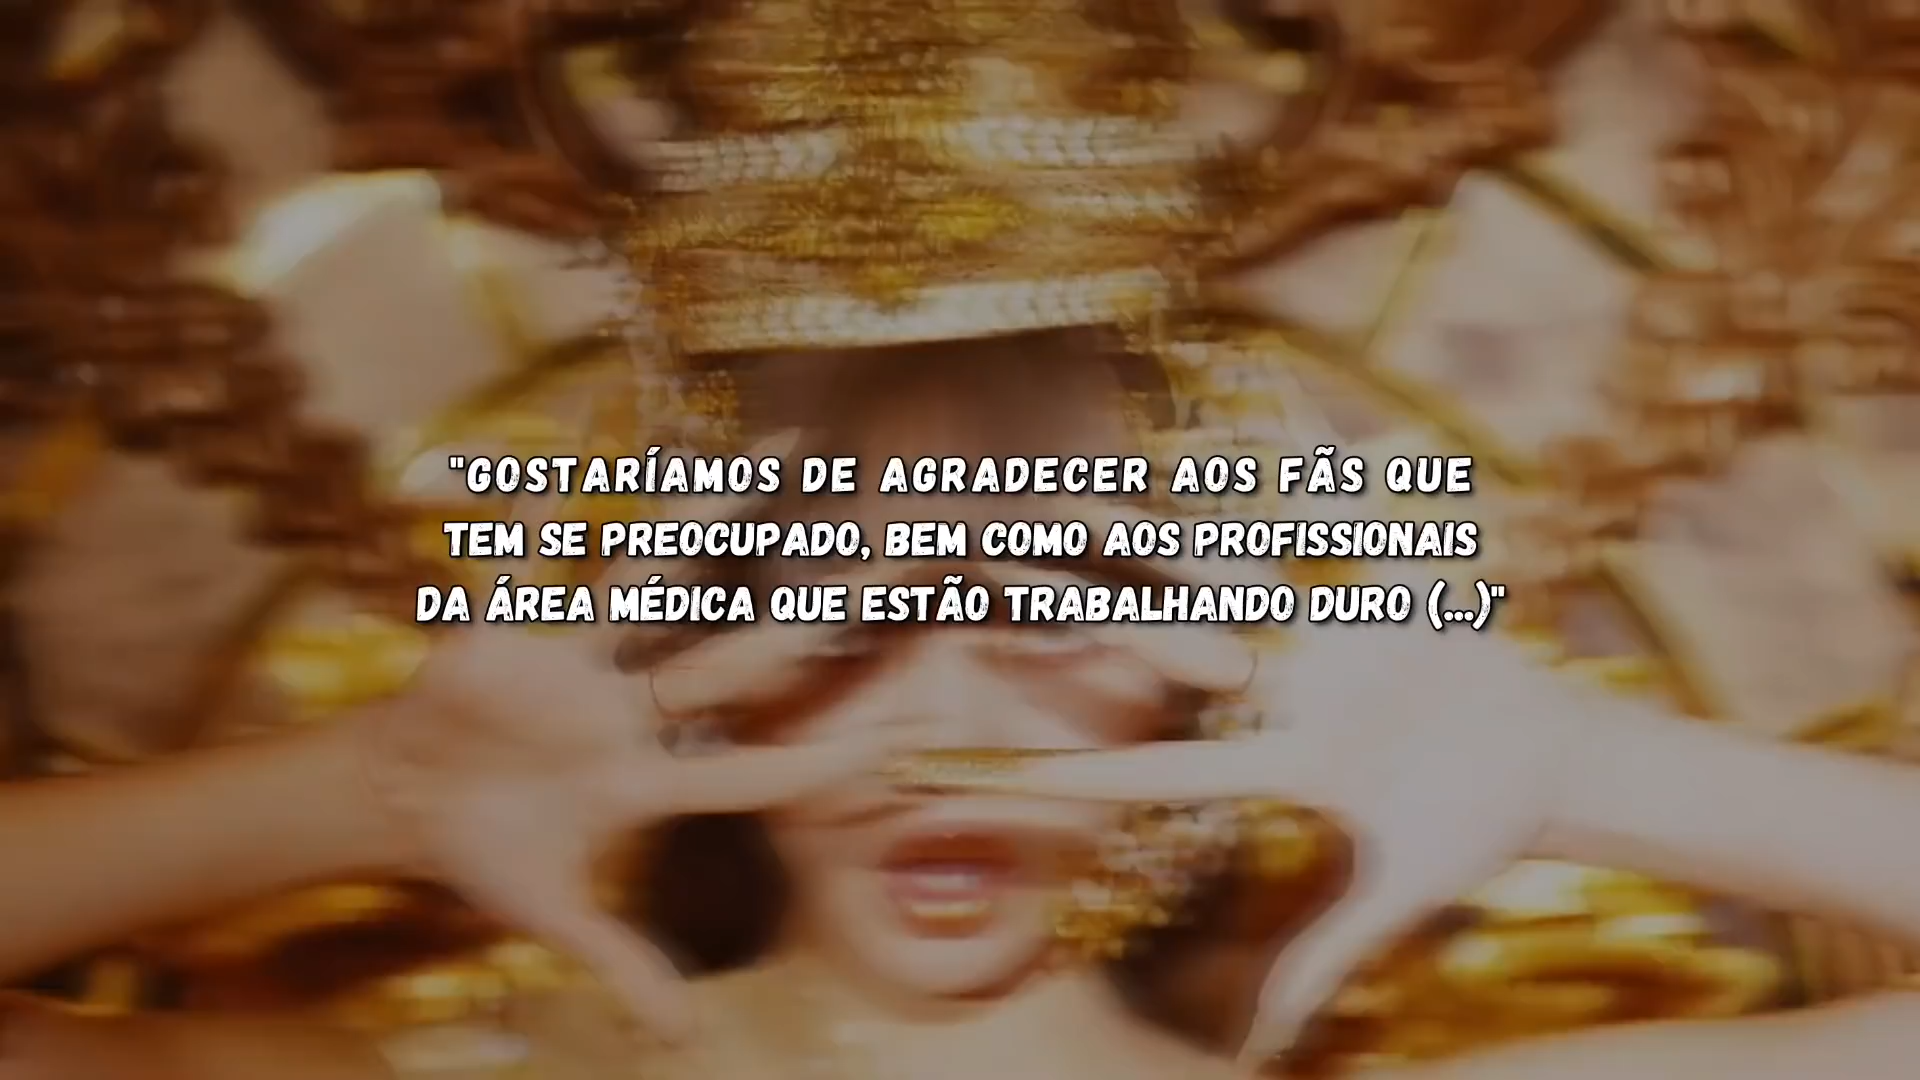 "GOSTARÍAMOS DE AGRADECER AOS FÃS QUE
TEM SE PREOCUPADO, BEM COMO AOS PROFISSIONAIS
DA ÁREA MÉDICA QUE ESTÃO TRABALHANDO DURO (...)"